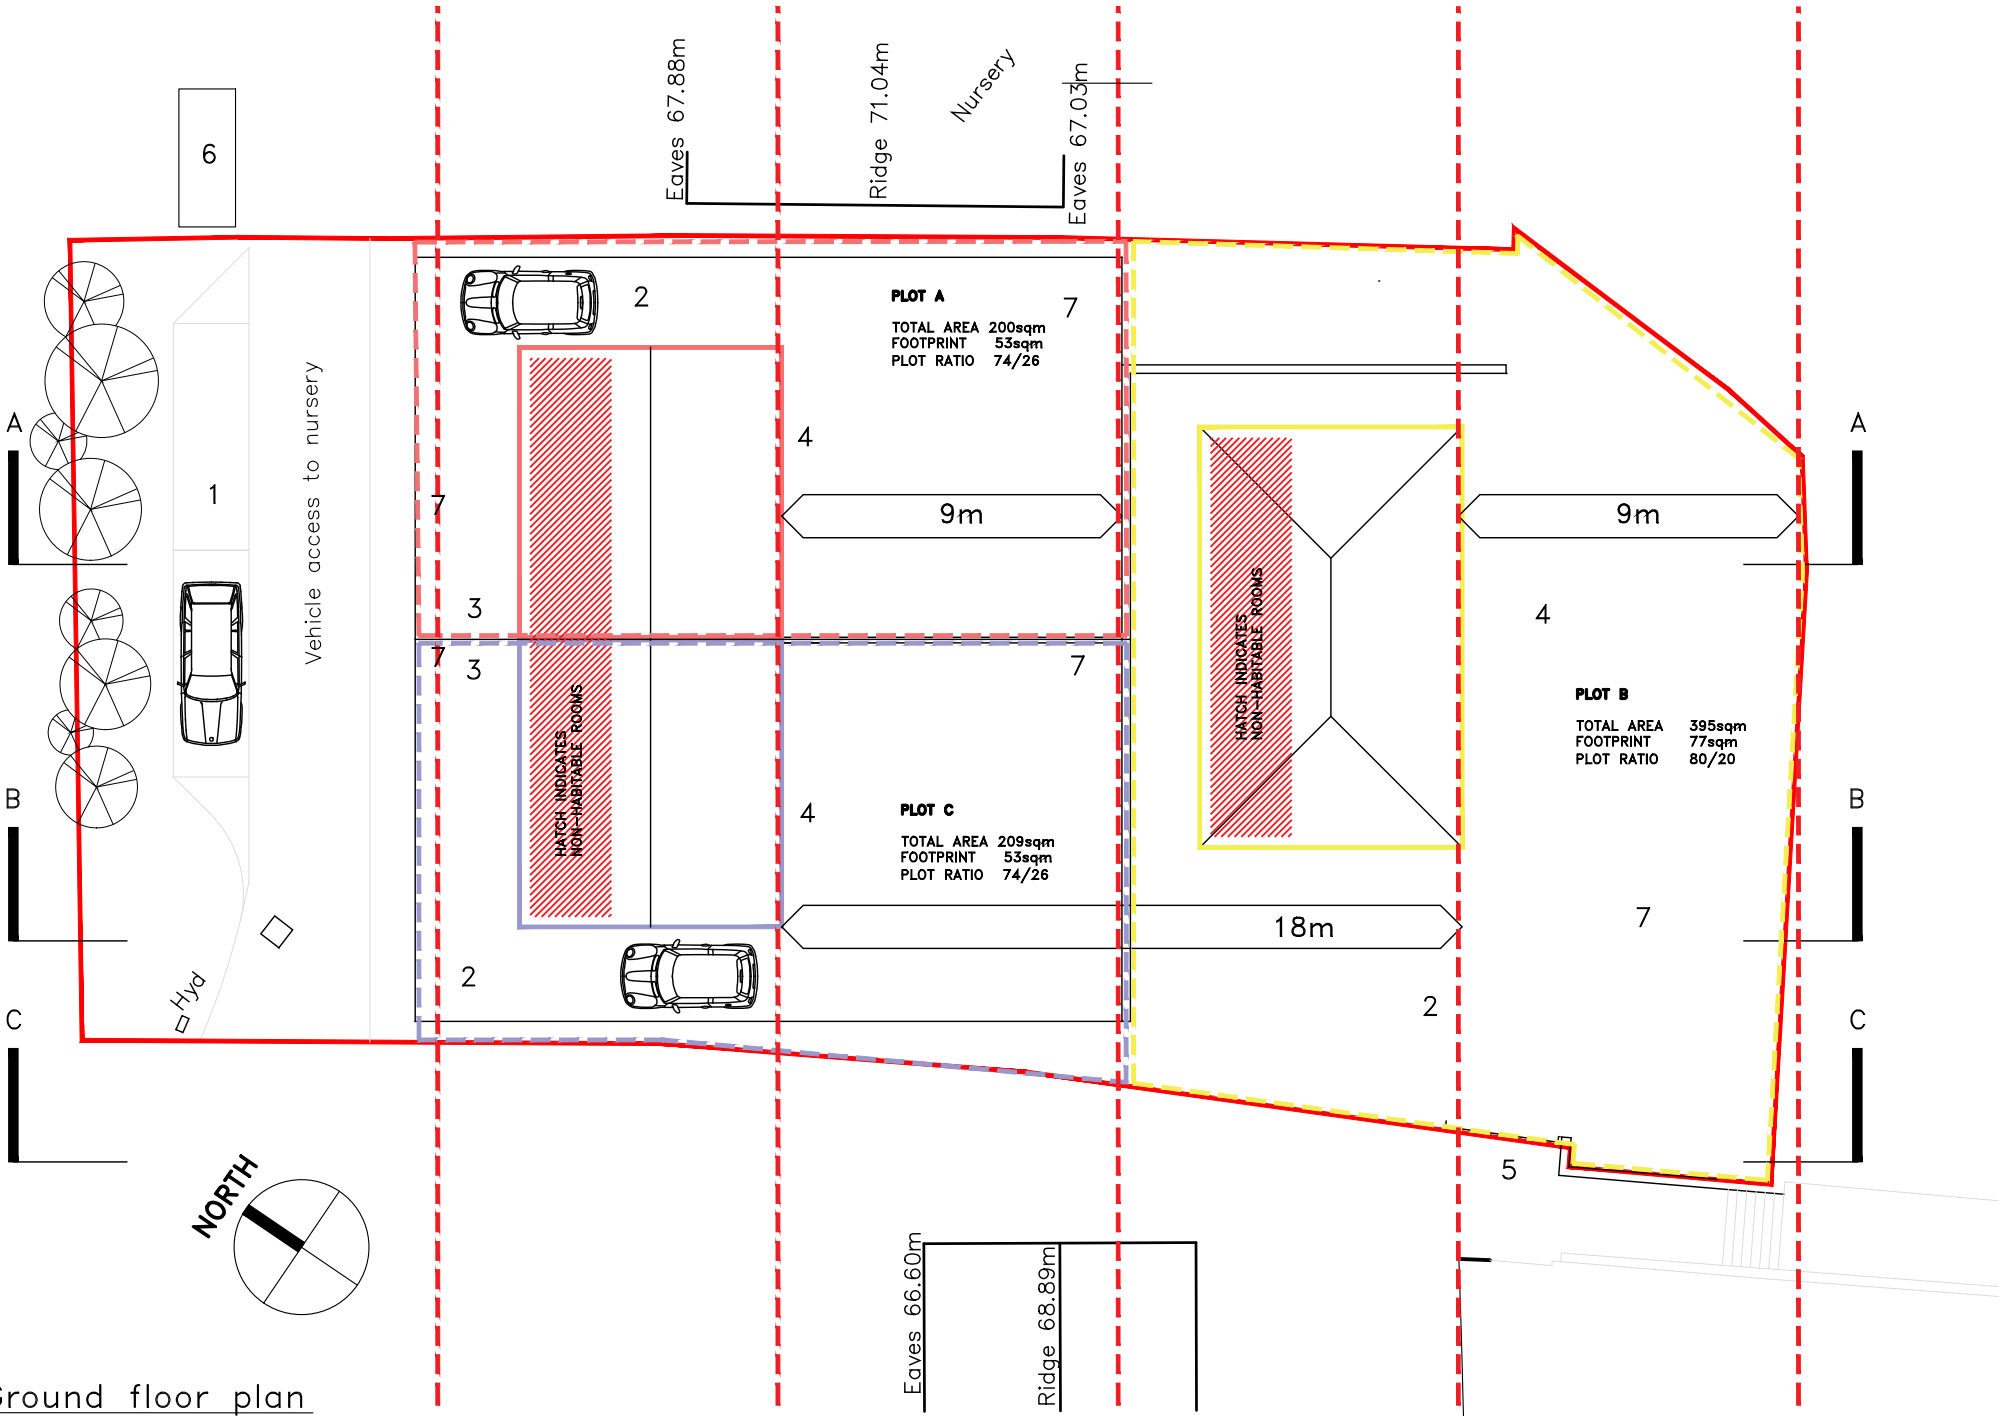 Eaves 67.88m
Ridge 71.04m
Nursery
Eaves 67.03m
6
2
PLOT A
7
TOTAL AREA 200sqm
FOOTPRINT 53sqm
PLOT RATIO 74/26
A
A
4
1
Vehicle access to nursery
7
9m
9m
3
HATCH INDICATES
NON-HABITABLE ROOMS
4
7
3
7
PLOT B
TOTAL AREA 395sqm
FOOTPRINT 77sqm
PLOT RATIO 80/20
HATCH INDICATES
NON-HABITABLE ROOMS
B
B
4
PLOT C
TOTAL AREA 209sqm
FOOTPRINT 53sqm
PLOT RATIO 74/26
7
18m
2
Hyd
2
C
C
5
NORTH
Eaves 66.60m
Ridge 68.89m
Ground floor plan